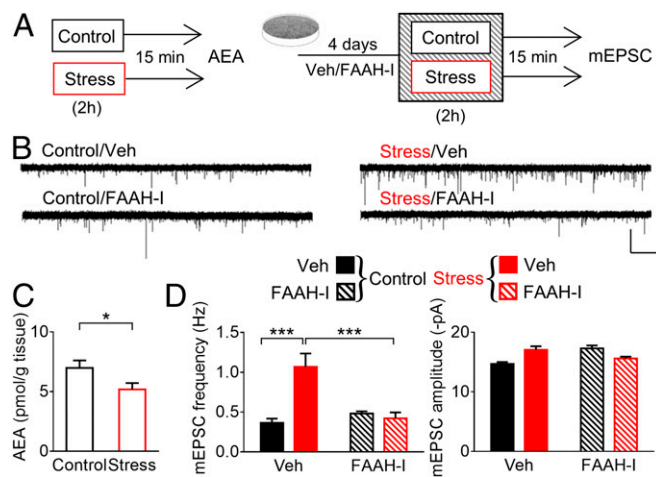 A
Control
Stress
(2h)
15 min
AEA
4 days
Veh/FAAH-I
Control
Stress
(2h)
15 min
mEPSC
B
Control/Veh
Stress/Veh
Control/FAAH-I
Stress/FAAH-I
Veh
FAAH-I
Control
Stress
Veh
FAAH-I
C
AEA (pmol/g tissue)
10
5
0
*
Control Stress
D
mEPSC frequency (Hz)
1.5
1.0
0.5
0.0
***
***
Veh
FAAH-I
mEPSC amplitude (-pA)
20
10
0
Veh
FAAH-I